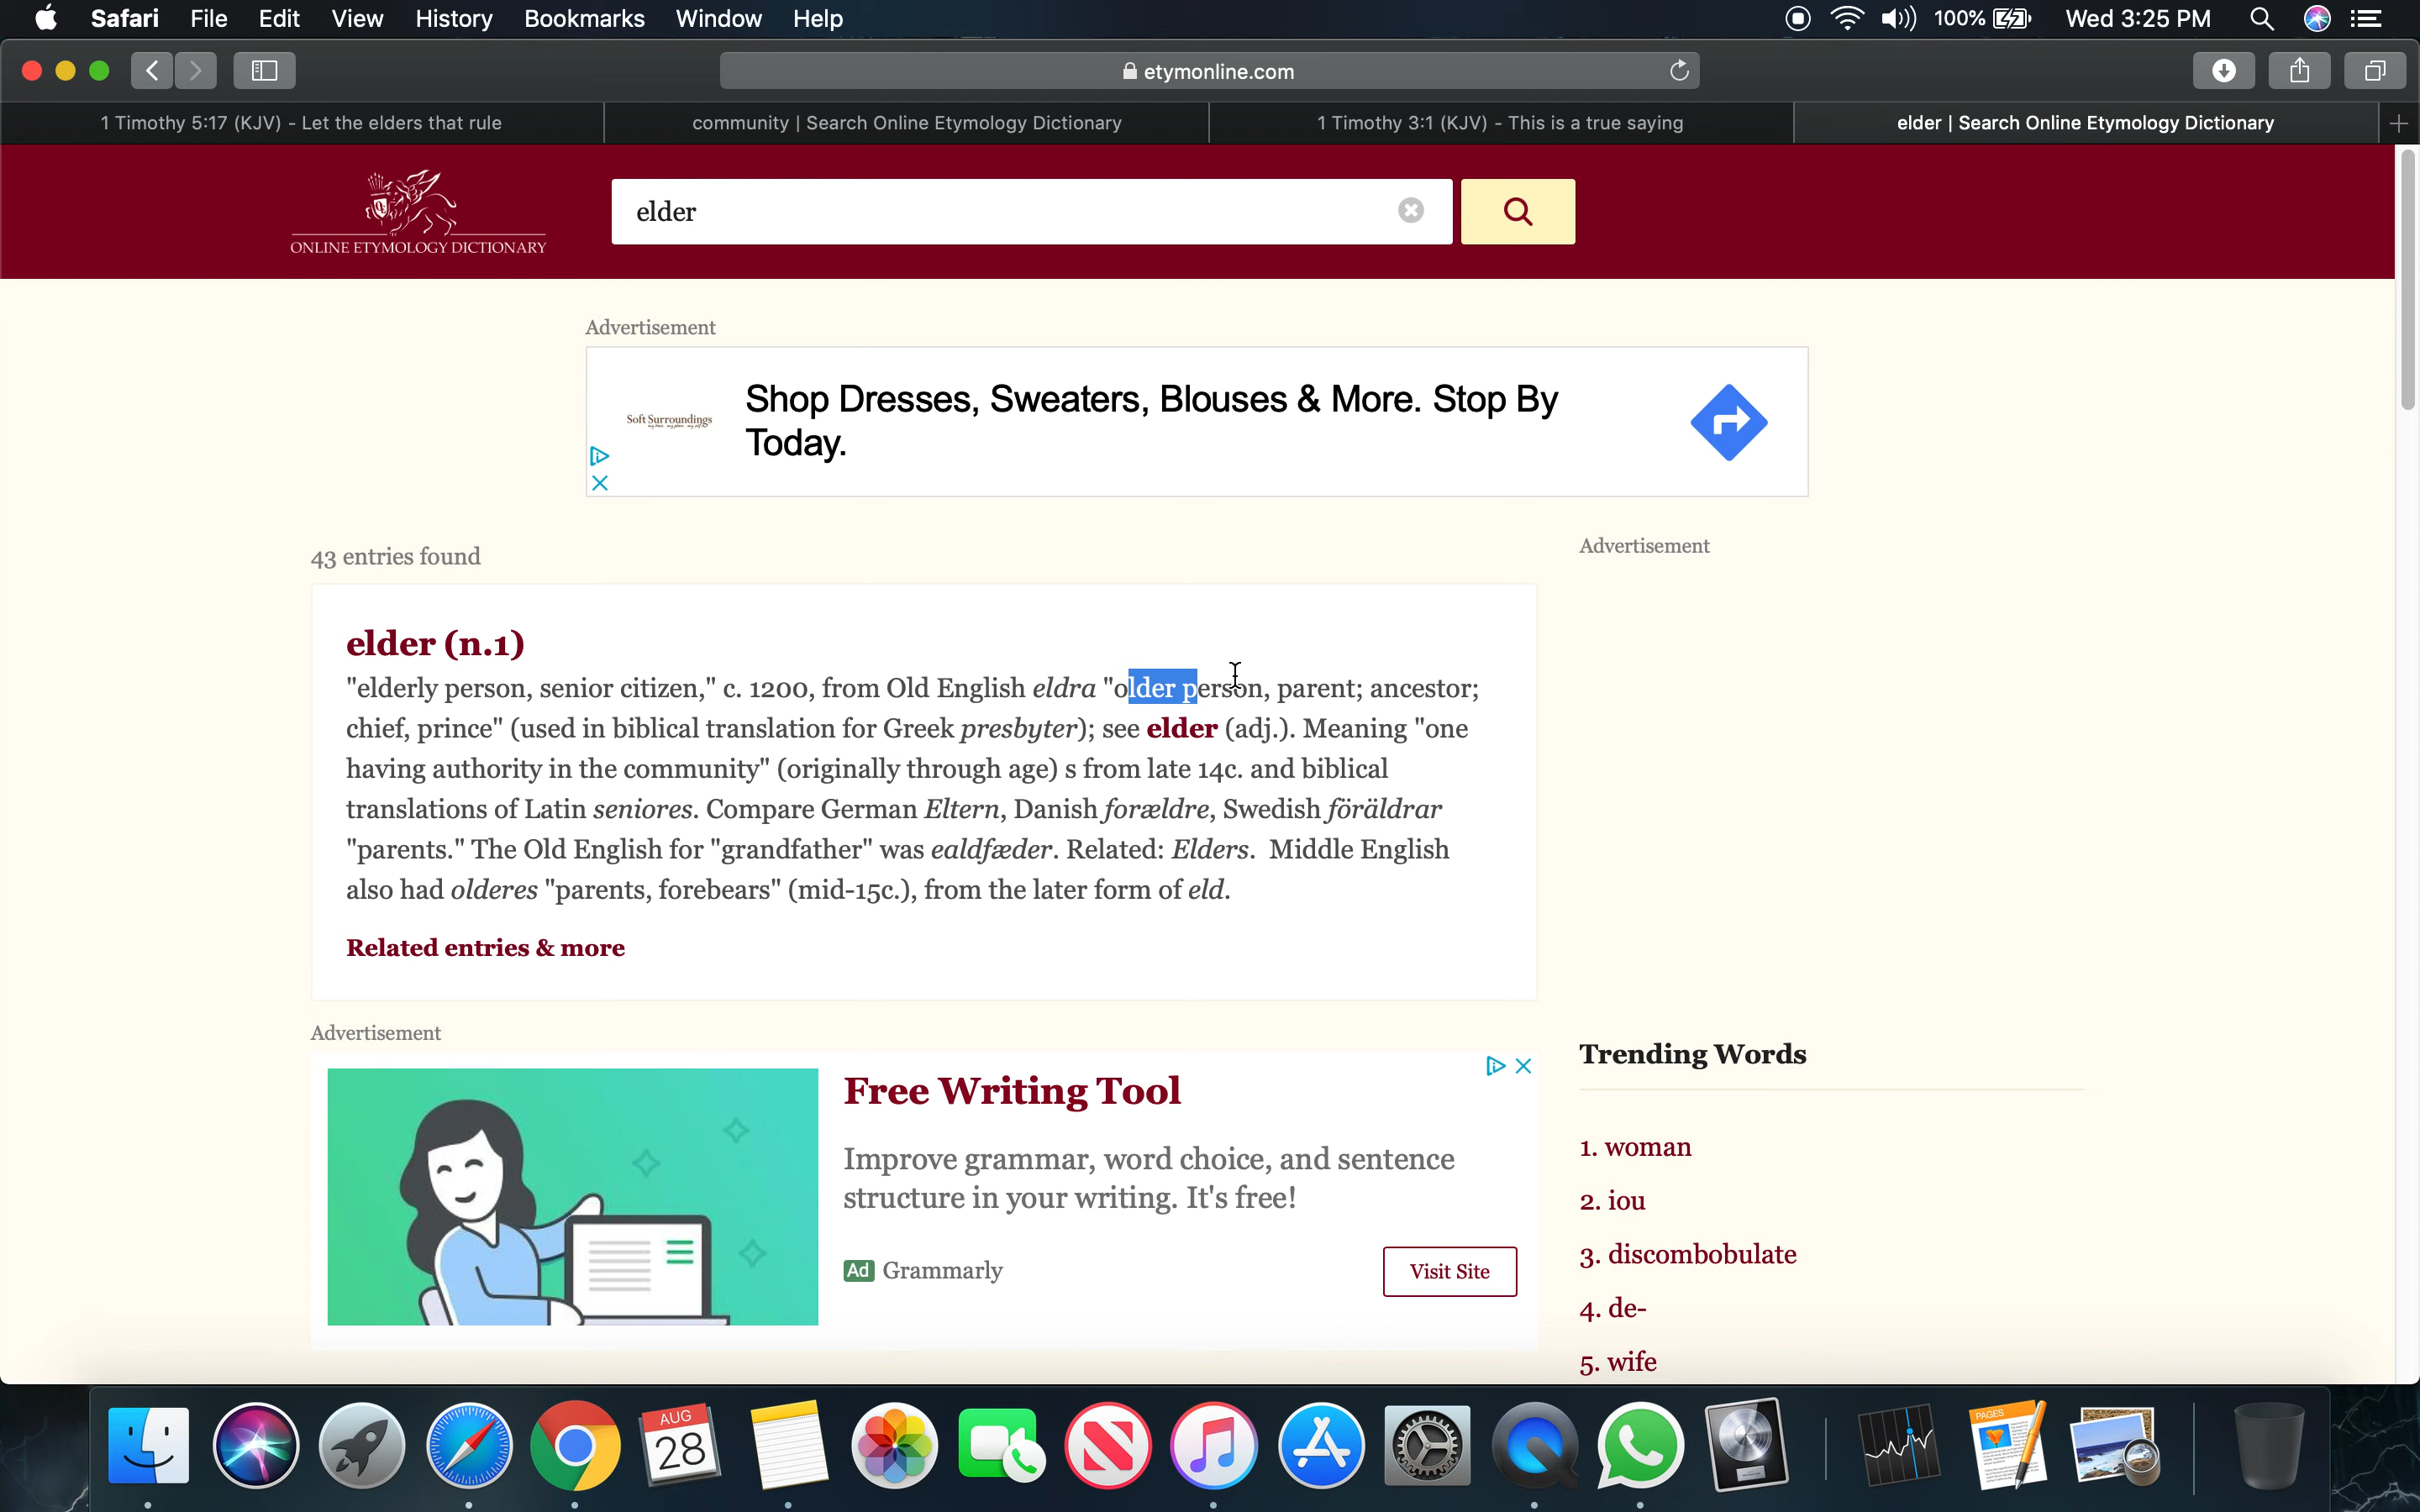 Safari File Edit View History Bookmarks Window Help 100% Wed 3:25 PM
etymonline.com
1 Timothy 5:17 (KJV) - Let the elders that rule
community | Search Online Etymology Dictionary
1 Timothy 3:1 (KJV) - This is a true saying
elder | Search Online Etymology Dictionary
ONLINE ETYMOLOGY DICTIONARY
elder
Advertisement
Soft Surroundings
Shop Dresses, Sweaters, Blouses & More. Stop By
Today.
43 entries found
Advertisement
elder (n.1)
"elderly person, senior citizen," c. 1200, from Old English eldra "older person, parent; ancestor;
chief, prince" (used in biblical translation for Greek presbyter); see elder (adj.). Meaning "one
having authority in the community" (originally through age) s from late 14c. and biblical
translations of Latin seniores. Compare German Eltern, Danish forældre, Swedish föräldrar
"parents." The Old English for "grandfather" was ealdfæder. Related: Elders. Middle English
also had olderes "parents, forebears" (mid-15c.), from the later form of eld.
Related entries & more
Advertisement
Free Writing Tool
Improve grammar, word choice, and sentence
structure in your writing. It's free!
Ad Grammarly
Visit Site
Trending Words
1. woman
2. iou
3. discombobulate
4. de-
5. wife
AUG
28
PAGES